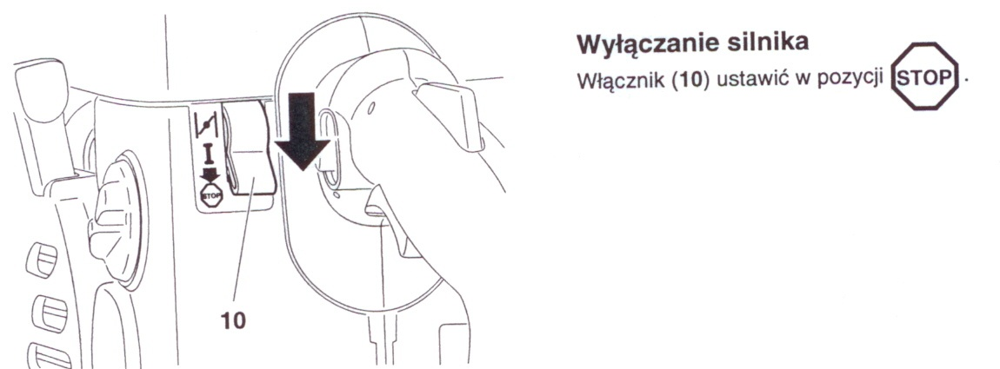 Wyłączanie silnika
Włącznik (10) ustawić w pozycji STOP.
I
STOP
10